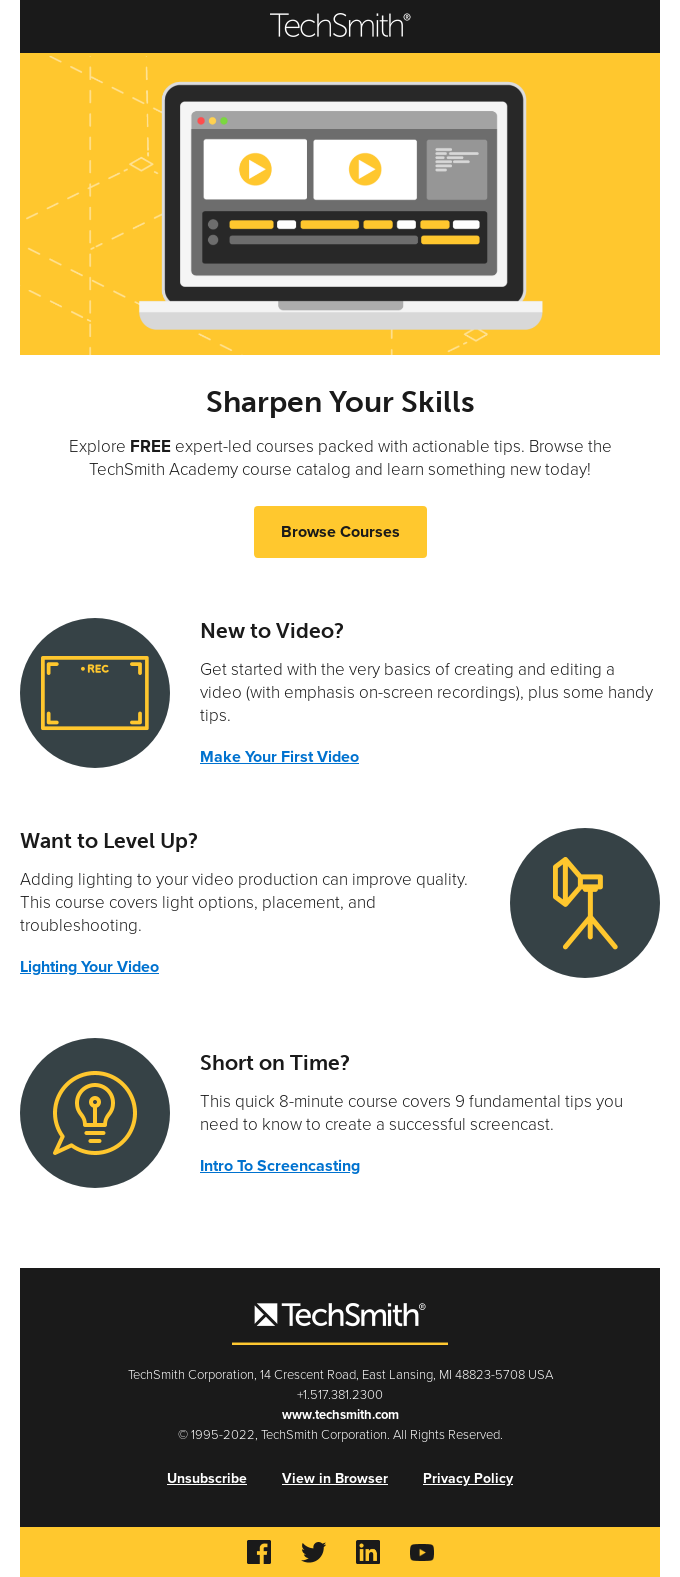 TechSmith®
Sharpen Your Skills
Explore FREE expert-led courses packed with actionable tips. Browse the
TechSmith Academy course catalog and learn something new today!
Browse Courses
• REC
New to Video?
Get started with the very basics of creating and editing a
video (with emphasis on-screen recordings), plus some handy
tips.
Make Your First Video
Want to Level Up?
Adding lighting to your video production can improve quality.
This course covers light options, placement, and
troubleshooting.
Lighting Your Video
Short on Time?
This quick 8-minute course covers 9 fundamental tips you
need to know to create a successful screencast.
Intro To Screencasting
TechSmith®
TechSmith Corporation, 14 Crescent Road, East Lansing, MI 48823-5708 USA
+1.517.381.2300
www.techsmith.com
© 1995-2022, TechSmith Corporation. All Rights Reserved.
Unsubscribe View in Browser Privacy Policy